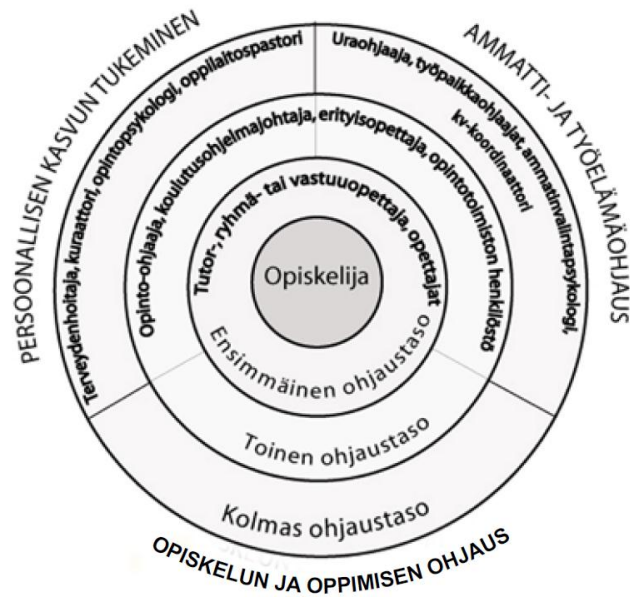 PERSOONALLISEN KASVUN TUKEMINEN
AMMATTI- JA TYÖELÄMÄOHJAUS
Terveydenhoitaja, kuraattori, opintopsykologi, oppilaitospastori
Uraohjaaja, työpaikkaohjaajat, ammatinvalintapsykologi,
kv-koordinaattori
Opinto-ohjaaja, koulutusohjelmajohtaja, erityisopettaja, opintotoimiston henkilöstö
Tutor-, ryhmä- tai vastuuopettaja, opettajat
Opiskelija
Ensimmäinen ohjaustaso
Toinen ohjaustaso
Kolmas ohjaustaso
OPISKELUN JA OPPIMISEN OHJAUS